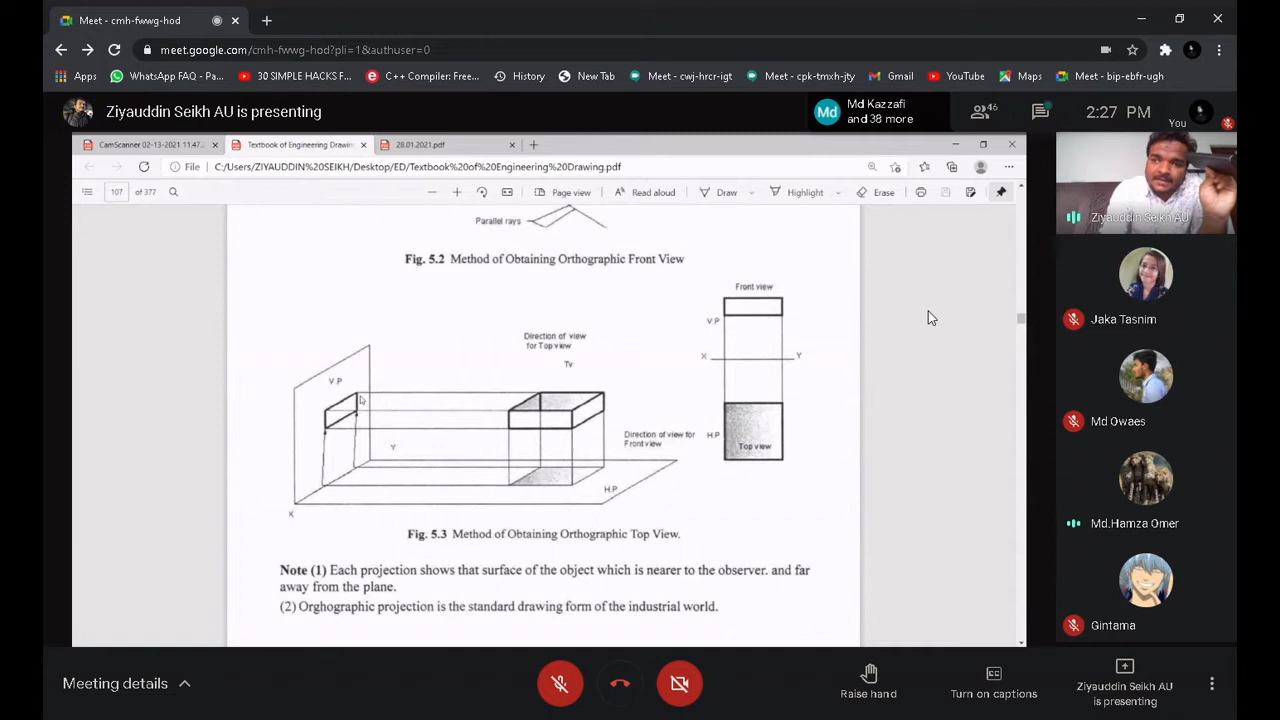 Meet - cmh-fwwg-hod
meet.google.com/cmh-fwwg-hod?pli=1&authuser=0
Apps
WhatsApp FAQ - Pa...
30 SIMPLE HACKS F...
C++ Compiler: Free...
History
New Tab
Meet - cwj-hrcr-igt
Meet - cpk-tmxh-jty
Gmail
YouTube
Maps
Meet - bip-ebfr-ugh
Ziyauddin Seikh AU is presenting
Md
Md Kazzafi
and 38 more
46
2:27 PM
You
CamScanner 02-13-2021 11.47...
Textbook of Engineering Drawin
28.01.2021.pdf
File
C:/Users/ZIYAUDDIN%20SEIKH/Desktop/ED/Textbook%20of%20Engineering%20Drawing.pdf
107 of 377
Page view
Read aloud
Draw
Highlight
Erase
Parallel rays
Fig. 5.2 Method of Obtaining Orthographic Front View
Front view
V.P
X
Y
H.P
Top view
Direction of view
for Top view
Tv
V.P
Y
Direction of view for
Front view
H.P
X
Fig. 5.3 Method of Obtaining Orthographic Top View.
Note (1) Each projection shows that surface of the object which is nearer to the observer. and far
away from the plane.
(2) Orghographic projection is the standard drawing form of the industrial world.
Ziyauddin Seikh AU
Jaka Tasnim
Md Owaes
Md.Hamza Omer
Gintama
Meeting details
Raise hand
Turn on captions
Ziyauddin Seikh AU
is presenting